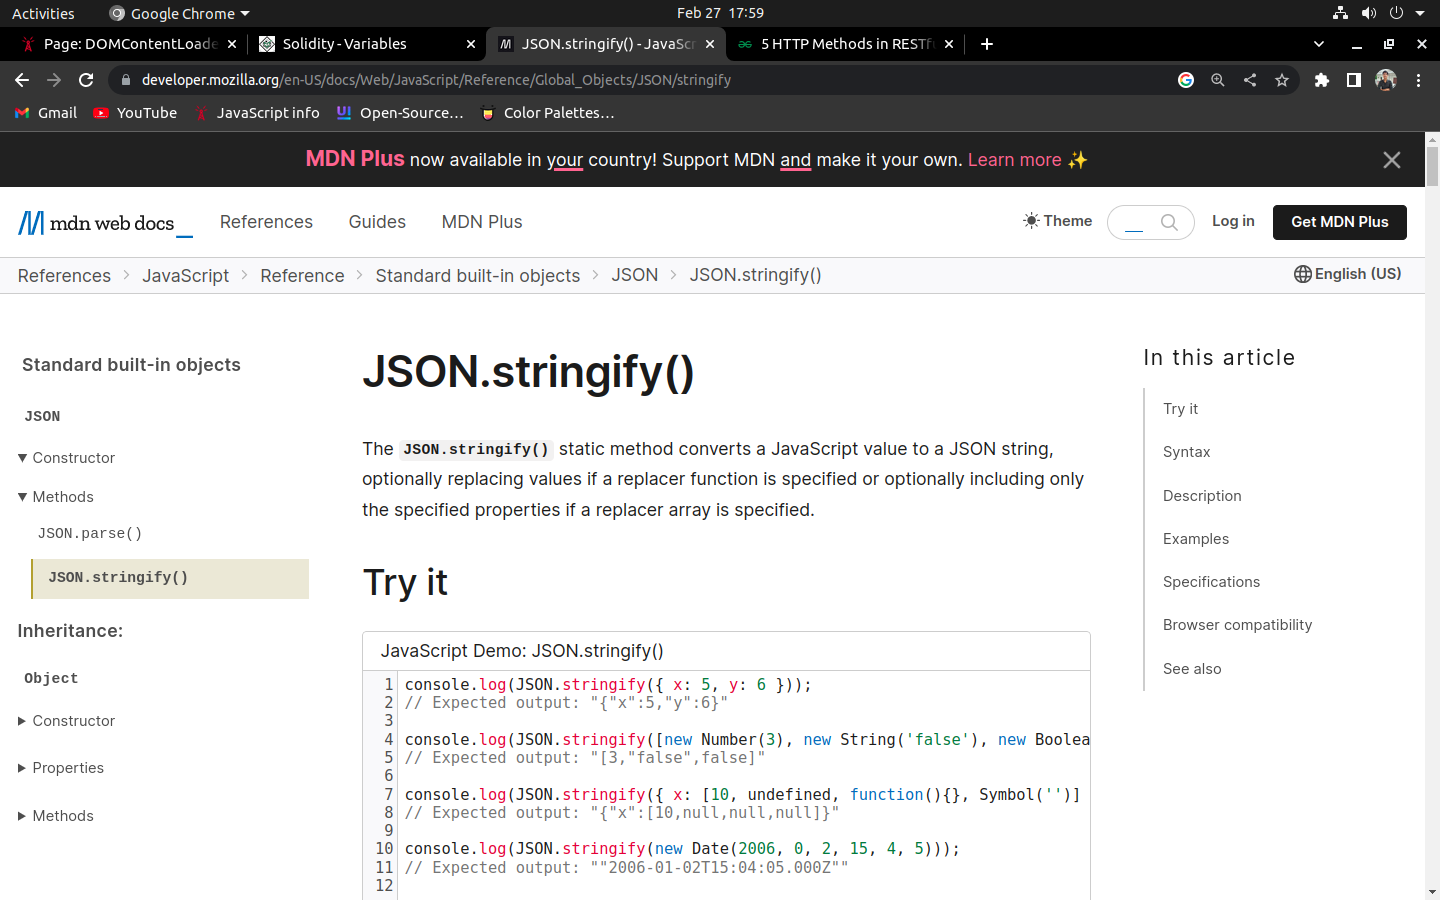 Activities
Google Chrome
Feb 27 17:59
Page: DOMContentLoade
Solidity - Variables
JSON.stringify() - JavaScr
5 HTTP Methods in RESTfu
developer.mozilla.org/en-US/docs/Web/JavaScript/Reference/Global_Objects/JSON/stringify
Gmail
YouTube
JavaScript info
Open-Source...
Color Palettes...
MDN Plus now available in your country! Support MDN and make it your own. Learn more ✨
mdn web docs_
References
Guides
MDN Plus
Theme
Log in
Get MDN Plus
References > JavaScript > Reference > Standard built-in objects > JSON > JSON.stringify()
English (US)
Standard built-in objects
JSON
Constructor
Methods
JSON.parse()
JSON.stringify()
Inheritance:
Object
Constructor
Properties
Methods
JSON.stringify()
The JSON.stringify() static method converts a JavaScript value to a JSON string,
optionally replacing values if a replacer function is specified or optionally including only
the specified properties if a replacer array is specified.
Try it
JavaScript Demo: JSON.stringify()
1 console.log(JSON.stringify({ x: 5, y: 6 }));
2 // Expected output: "{"x":5,"y":6}"
3
4 console.log(JSON.stringify([new Number(3), new String('false'), new Boolea
5 // Expected output: "[3,"false",false]"
6
7 console.log(JSON.stringify({ x: [10, undefined, function(){}, Symbol('')]
8 // Expected output: "{"x":[10,null,null,null]}"
9
10 console.log(JSON.stringify(new Date(2006, 0, 2, 15, 4, 5)));
11 // Expected output: ""2006-01-02T15:04:05.000Z""
12
In this article
Try it
Syntax
Description
Examples
Specifications
Browser compatibility
See also